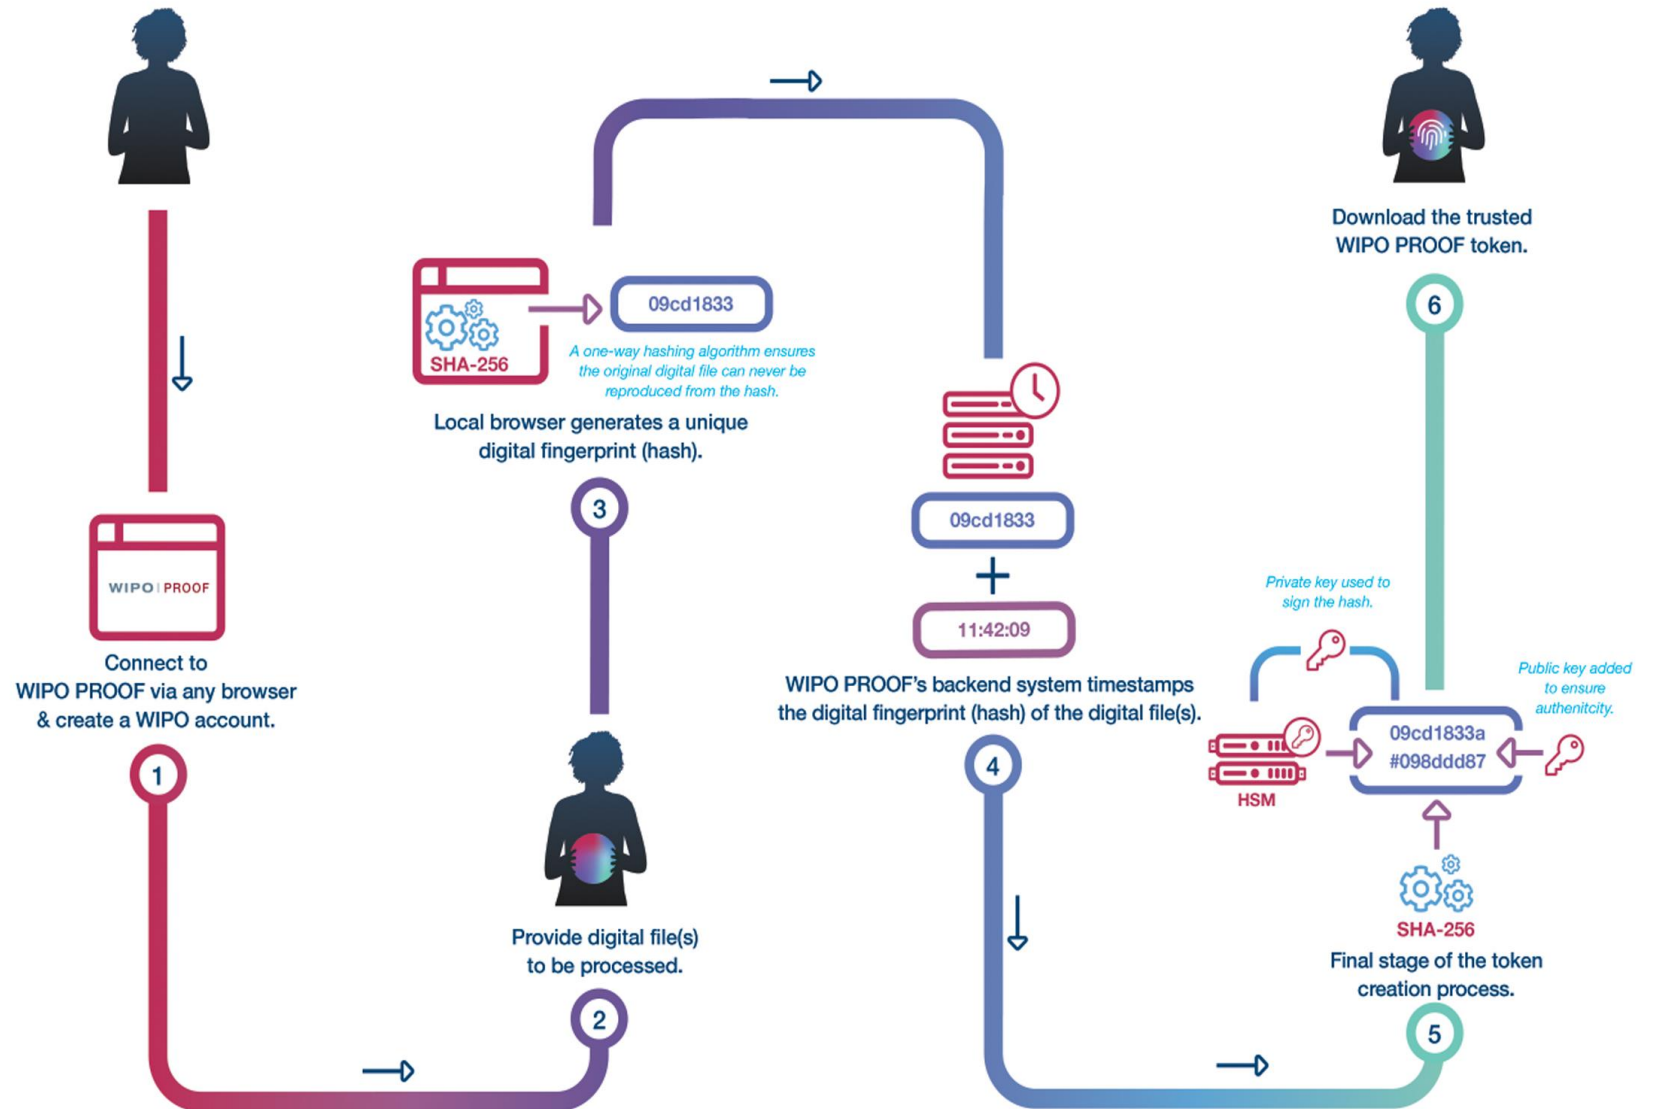 WIPO | PROOF
Connect to
WIPO PROOF via any browser
& create a WIPO account.
1
Provide digital file(s)
to be processed.
2
SHA-256
09cd1833
A one-way hashing algorithm ensures
the original digital file can never be
reproduced from the hash.
Local browser generates a unique
digital fingerprint (hash).
3
09cd1833
+
11:42:09
WIPO PROOF’s backend system timestamps
the digital fingerprint (hash) of the digital file(s).
4
Private key used to
sign the hash.
Public key added
to ensure
authenitcity.
HSM
09cd1833a
#098ddd87
SHA-256
Final stage of the token
creation process.
5
Download the trusted
WIPO PROOF token.
6